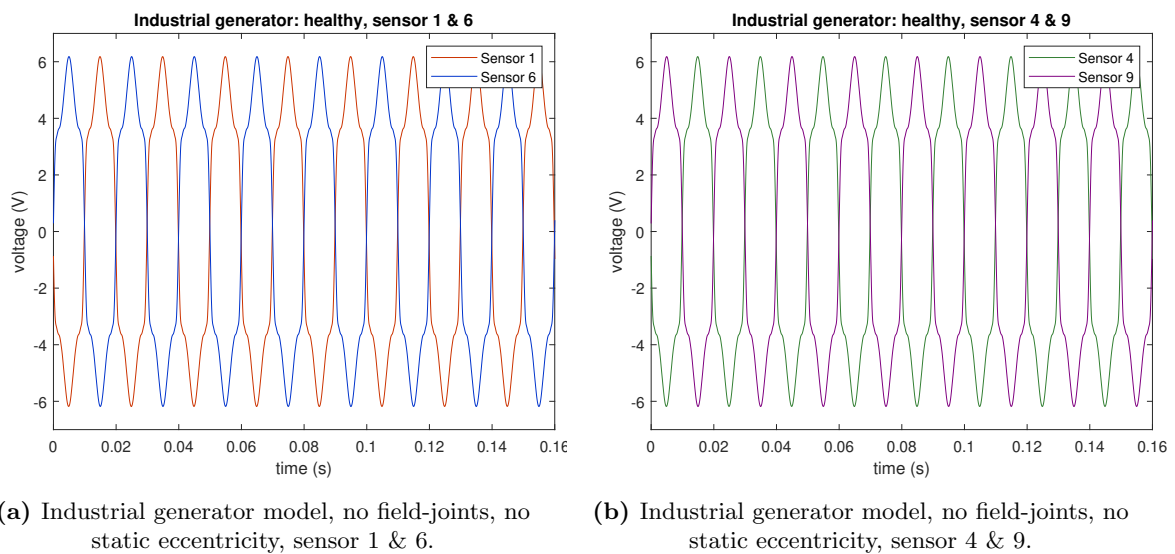 Industrial generator: healthy, sensor 1 & 6
Sensor 1
Sensor 6
6
4
2
0
-2
-4
-6
voltage (V)
0 0.02 0.04 0.06 0.08 0.1 0.12 0.14 0.16
time (s)
(a) Industrial generator model, no field-joints, no
static eccentricity, sensor 1 & 6.
Industrial generator: healthy, sensor 4 & 9
Sensor 4
Sensor 9
6
4
2
0
-2
-4
-6
voltage (V)
0 0.02 0.04 0.06 0.08 0.1 0.12 0.14 0.16
time (s)
(b) Industrial generator model, no field-joints, no
static eccentricity, sensor 4 & 9.